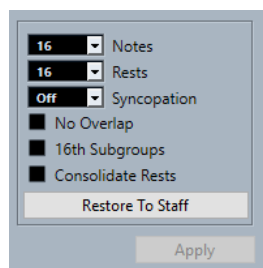 16 Notes
16 Rests
Off Syncopation
No Overlap
16th Subgroups
Consolidate Rests
Restore To Staff
Apply